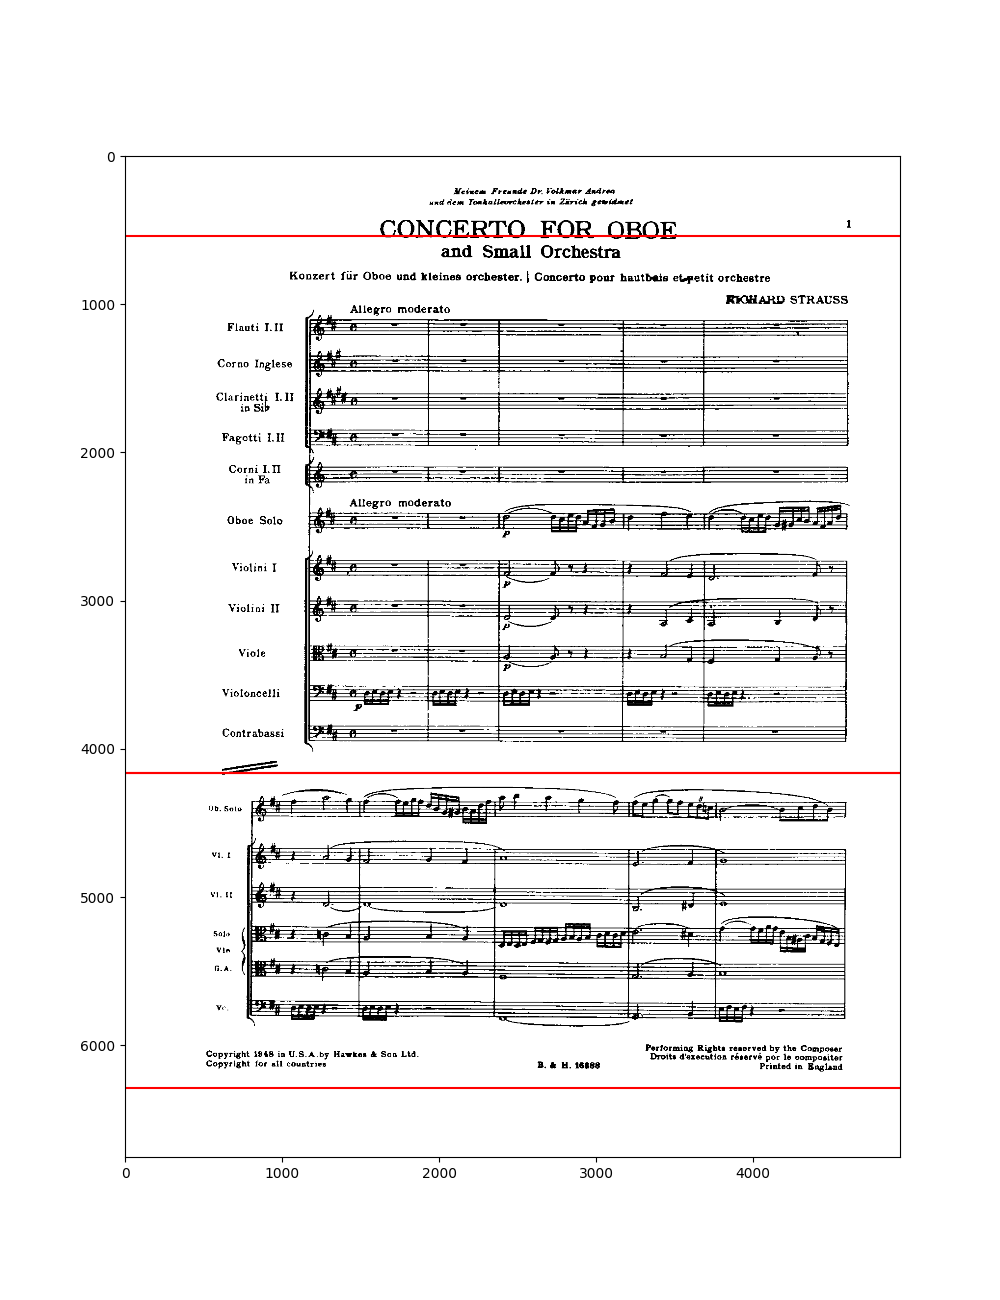 0
1000
2000
3000
4000
5000
6000
0 1000 2000 3000 4000
Meinem Freunde Dr. Volkmar Andrea
und dem Tonhalleorchester in Zürich gewidmet
CONCERTO FOR OBOE
1
and Small Orchestra
Konzert für Oboe und kleines orchester. | Concerto pour hautbois et petit orchestre
RICHARD STRAUSS
Allegro moderato
Flauti I.II
Corno Inglese
Clarinetti I.II
in Sib
Fagotti I.II
Corni I.II
in Fa
Allegro moderato
Oboe Solo
p
Violini I
p
Violini II
p
Viole
p
Violoncelli
p
Contrabassi
Ob. Solo
Vl. I
Vl. II
Solo
Vle
G.A.
Vc.
Copyright 1948 in U.S.A. by Hawkes & Son Ltd.
Copyright for all countries
B. & H. 16888
Performing Rights reserved by the Composer
Droits d'execution réservé por le compositer
Printed in England